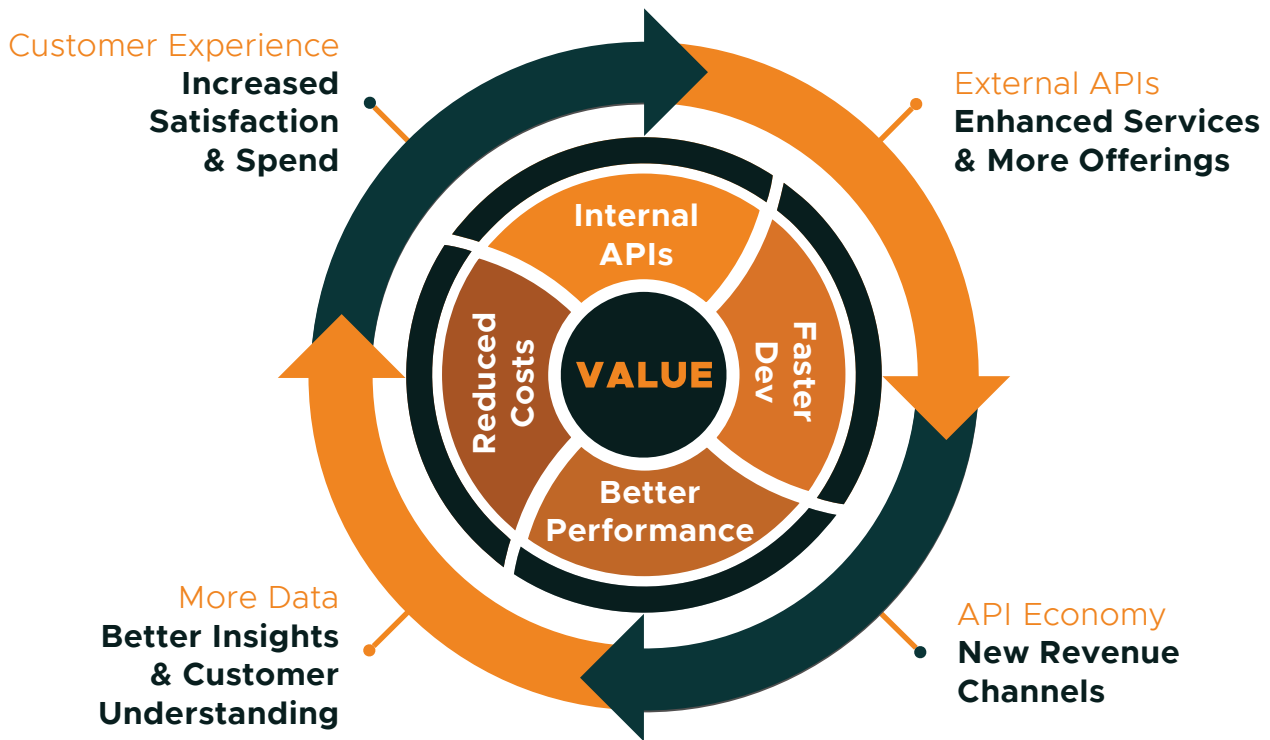 Customer Experience
Increased
Satisfaction
& Spend
External APIs
Enhanced Services
& More Offerings
Internal
APIs
Faster
Dev
VALUE
Reduced
Costs
Better
Performance
More Data
Better Insights
& Customer
Understanding
API Economy
New Revenue
Channels